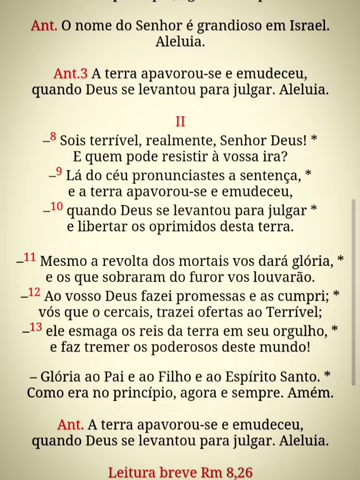 Ant. O nome do Senhor é grandioso em Israel.
Aleluia.
Ant.3 A terra apavorou-se e emudeceu,
quando Deus se levantou para julgar. Aleluia.
II
–8 Sois terrível, realmente, Senhor Deus! *
E quem pode resistir à vossa ira?
–9 Lá do céu pronunciastes a sentença, *
e a terra apavorou-se e emudeceu,
–10 quando Deus se levantou para julgar *
e libertar os oprimidos desta terra.
–11 Mesmo a revolta dos mortais vos dará glória, *
e os que sobraram do furor vos louvarão.
–12 Ao vosso Deus fazei promessas e as cumpri; *
vós que o cercais, trazei ofertas ao Terrível;
–13 ele esmaga os reis da terra em seu orgulho, *
e faz tremer os poderosos deste mundo!
– Glória ao Pai e ao Filho e ao Espírito Santo. *
Como era no princípio, agora e sempre. Amém.
Ant. A terra apavorou-se e emudeceu,
quando Deus se levantou para julgar. Aleluia.
Leitura breve Rm 8,26